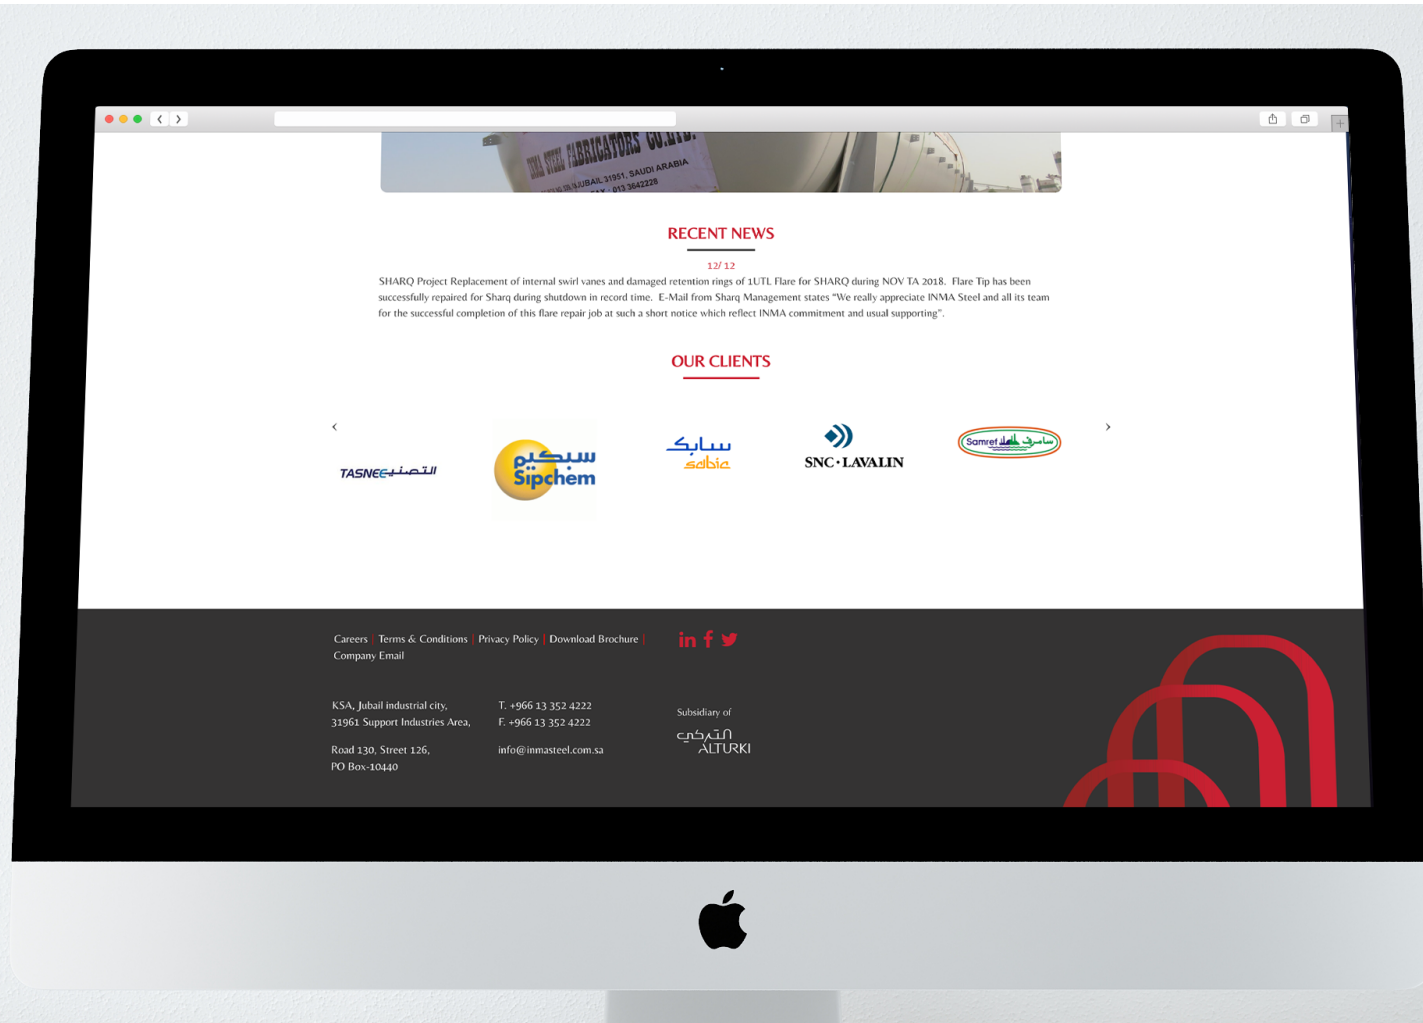 INMA STEEL FABRICATORS CO.LTD.
JUBAIL 31951, SAUDI ARABIA
FAX : 013 3642228
RECENT NEWS
12/ 12
SHARQ Project Replacement of internal swirl vanes and damaged retention rings of 1UTL Flare for SHARQ during NOV TA 2018.  Flare Tip has been
successfully repaired for Sharq during shutdown in record time.  E-Mail from Sharq Management states “We really appreciate INMA Steel and all its team
for the successful completion of this flare repair job at such a short notice which reflect INMA commitment and usual supporting”.
OUR CLIENTS
TASNEE التصنيع
سبكيم
Sipchem
سابك
sabic
SNC·LAVALIN
Samref سامرف
Careers | Terms & Conditions | Privacy Policy | Download Brochure |
Company Email
in f
KSA, Jubail industrial city,
31961 Support Industries Area,
Road 130, Street 126,
PO Box-10440
T. +966 13 352 4222
F. +966 13 352 4222
info@inmasteel.com.sa
Subsidiary of
التركي
ALTURKI